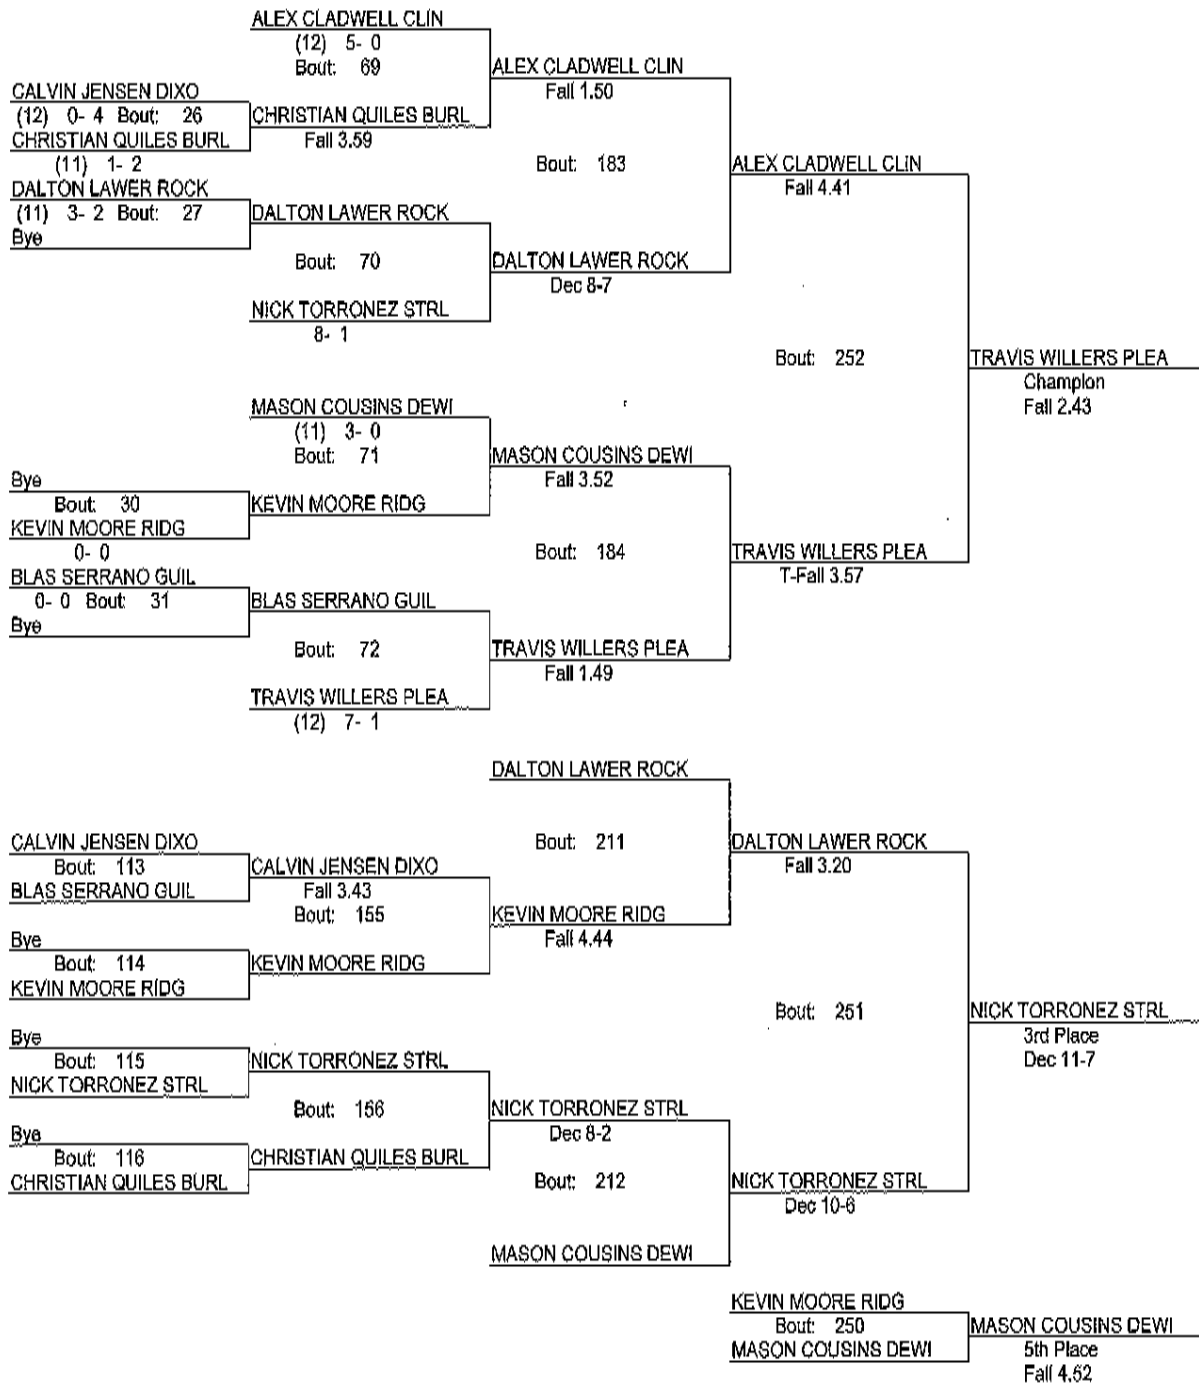 ALEX CLADWELL CLIN
(12) 5- 0
Bout: 69
ALEX CLADWELL CLIN
Fall 1.50
CALVIN JENSEN DIXO
(12) 0- 4 Bout: 26
CHRISTIAN QUILES BURL
CHRISTIAN QUILES BURL
Fall 3.59
(11) 1- 2
Bout: 183
ALEX CLADWELL CLIN
Fall 4.41
DALTON LAWER ROCK
(11) 3- 2 Bout: 27
DALTON LAWER ROCK
Bye
Bout: 70
DALTON LAWER ROCK
Dec 8-7
NICK TORRONEZ STRL
8- 1
Bout: 252
TRAVIS WILLERS PLEA
Champion
Fall 2.43
MASON COUSINS DEWI
(11) 3- 0
Bout: 71
MASON COUSINS DEWI
Fall 3.52
Bye
Bout: 30
KEVIN MOORE RIDG
KEVIN MOORE RIDG
0- 0
Bout: 184
TRAVIS WILLERS PLEA
T-Fall 3.57
BLAS SERRANO GUIL
0- 0 Bout: 31
BLAS SERRANO GUIL
Bye
Bout: 72
TRAVIS WILLERS PLEA
Fall 1.49
TRAVIS WILLERS PLEA
(12) 7- 1
DALTON LAWER ROCK
CALVIN JENSEN DIXO
Bout: 113
BLAS SERRANO GUIL
CALVIN JENSEN DIXO
Fall 3.43
Bout: 155
Bout: 211
DALTON LAWER ROCK
Fall 3.20
KEVIN MOORE RIDG
Fall 4.44
Bye
Bout: 114
KEVIN MOORE RIDG
KEVIN MOORE RIDG
Bout: 251
NICK TORRONEZ STRL
3rd Place
Dec 11-7
Bye
Bout: 115
NICK TORRONEZ STRL
NICK TORRONEZ STRL
Bout: 156
NICK TORRONEZ STRL
Dec 8-2
Bye
Bout: 116
CHRISTIAN QUILES BURL
CHRISTIAN QUILES BURL
Bout: 212
NICK TORRONEZ STRL
Dec 10-6
MASON COUSINS DEWI
KEVIN MOORE RIDG
Bout: 250
MASON COUSINS DEWI
MASON COUSINS DEWI
5th Place
Fall 4.52